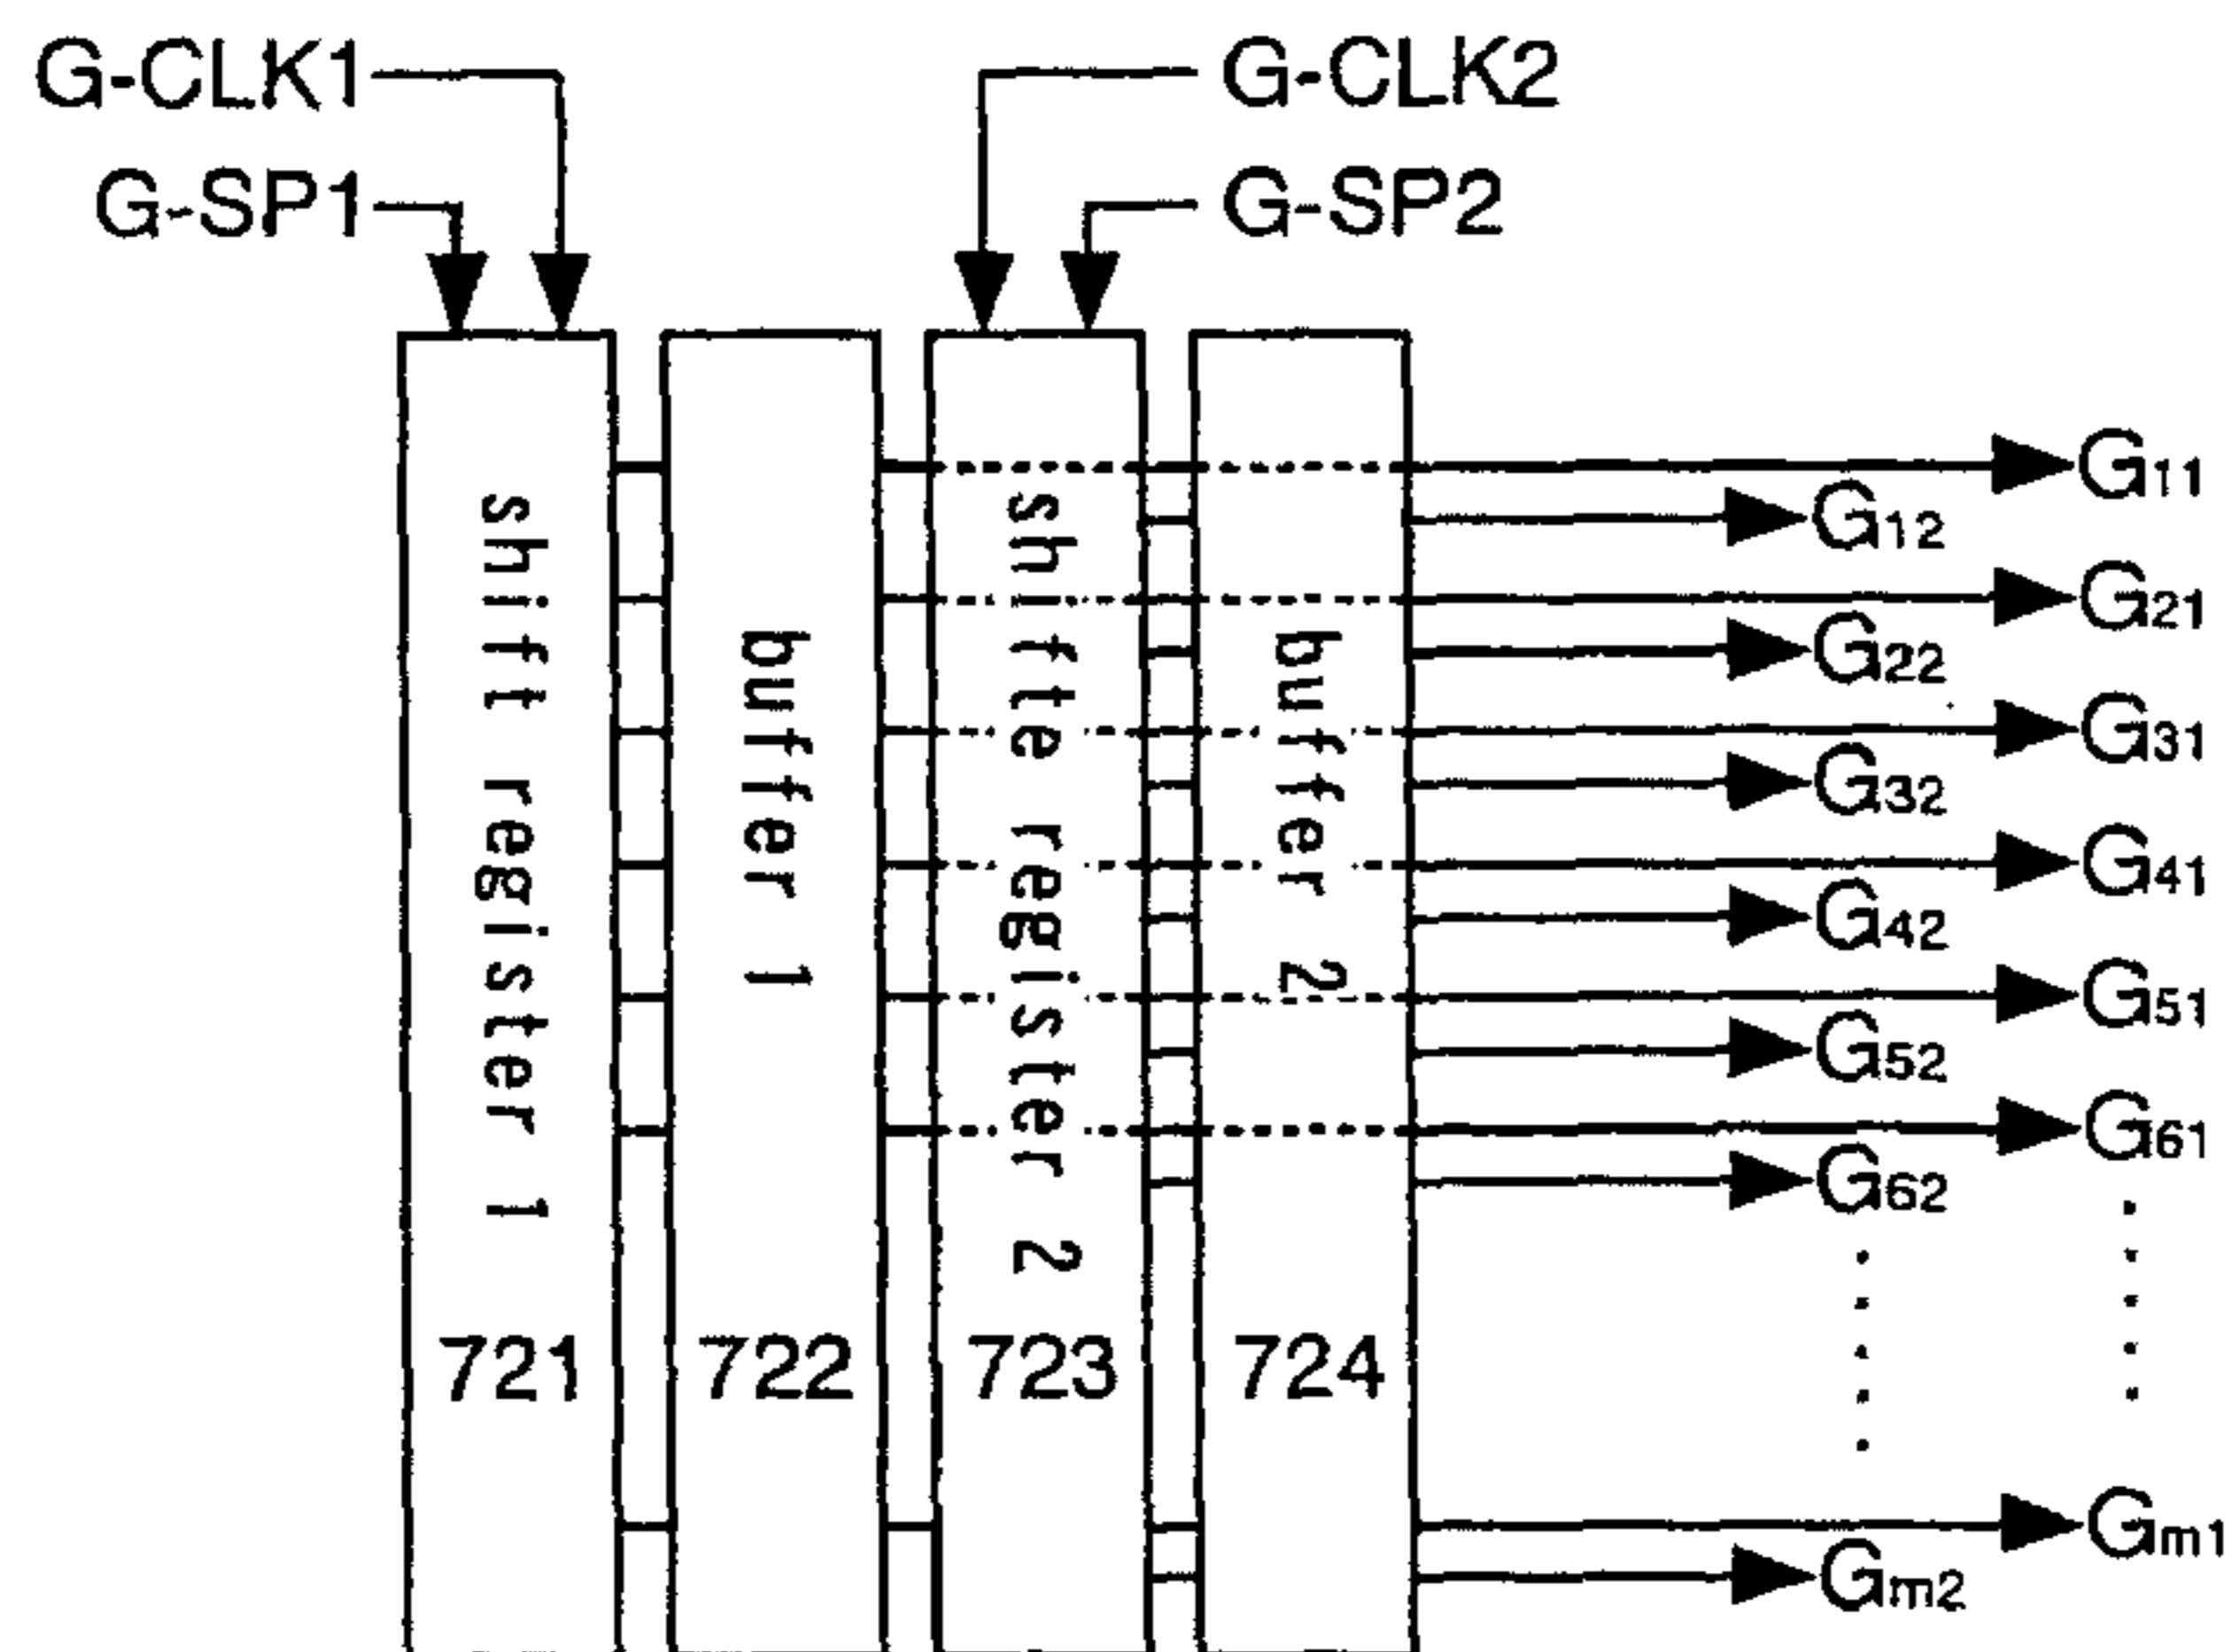 G-CLK1
G-CLK2
G-SP1
G-SP2
shift register 1
buffer 1
shifte register 2
buffer 2
721
722
723
724
G11
G12
G21
G22
G31
G32
G41
G42
G51
G52
G61
G62
Gm1
Gm2